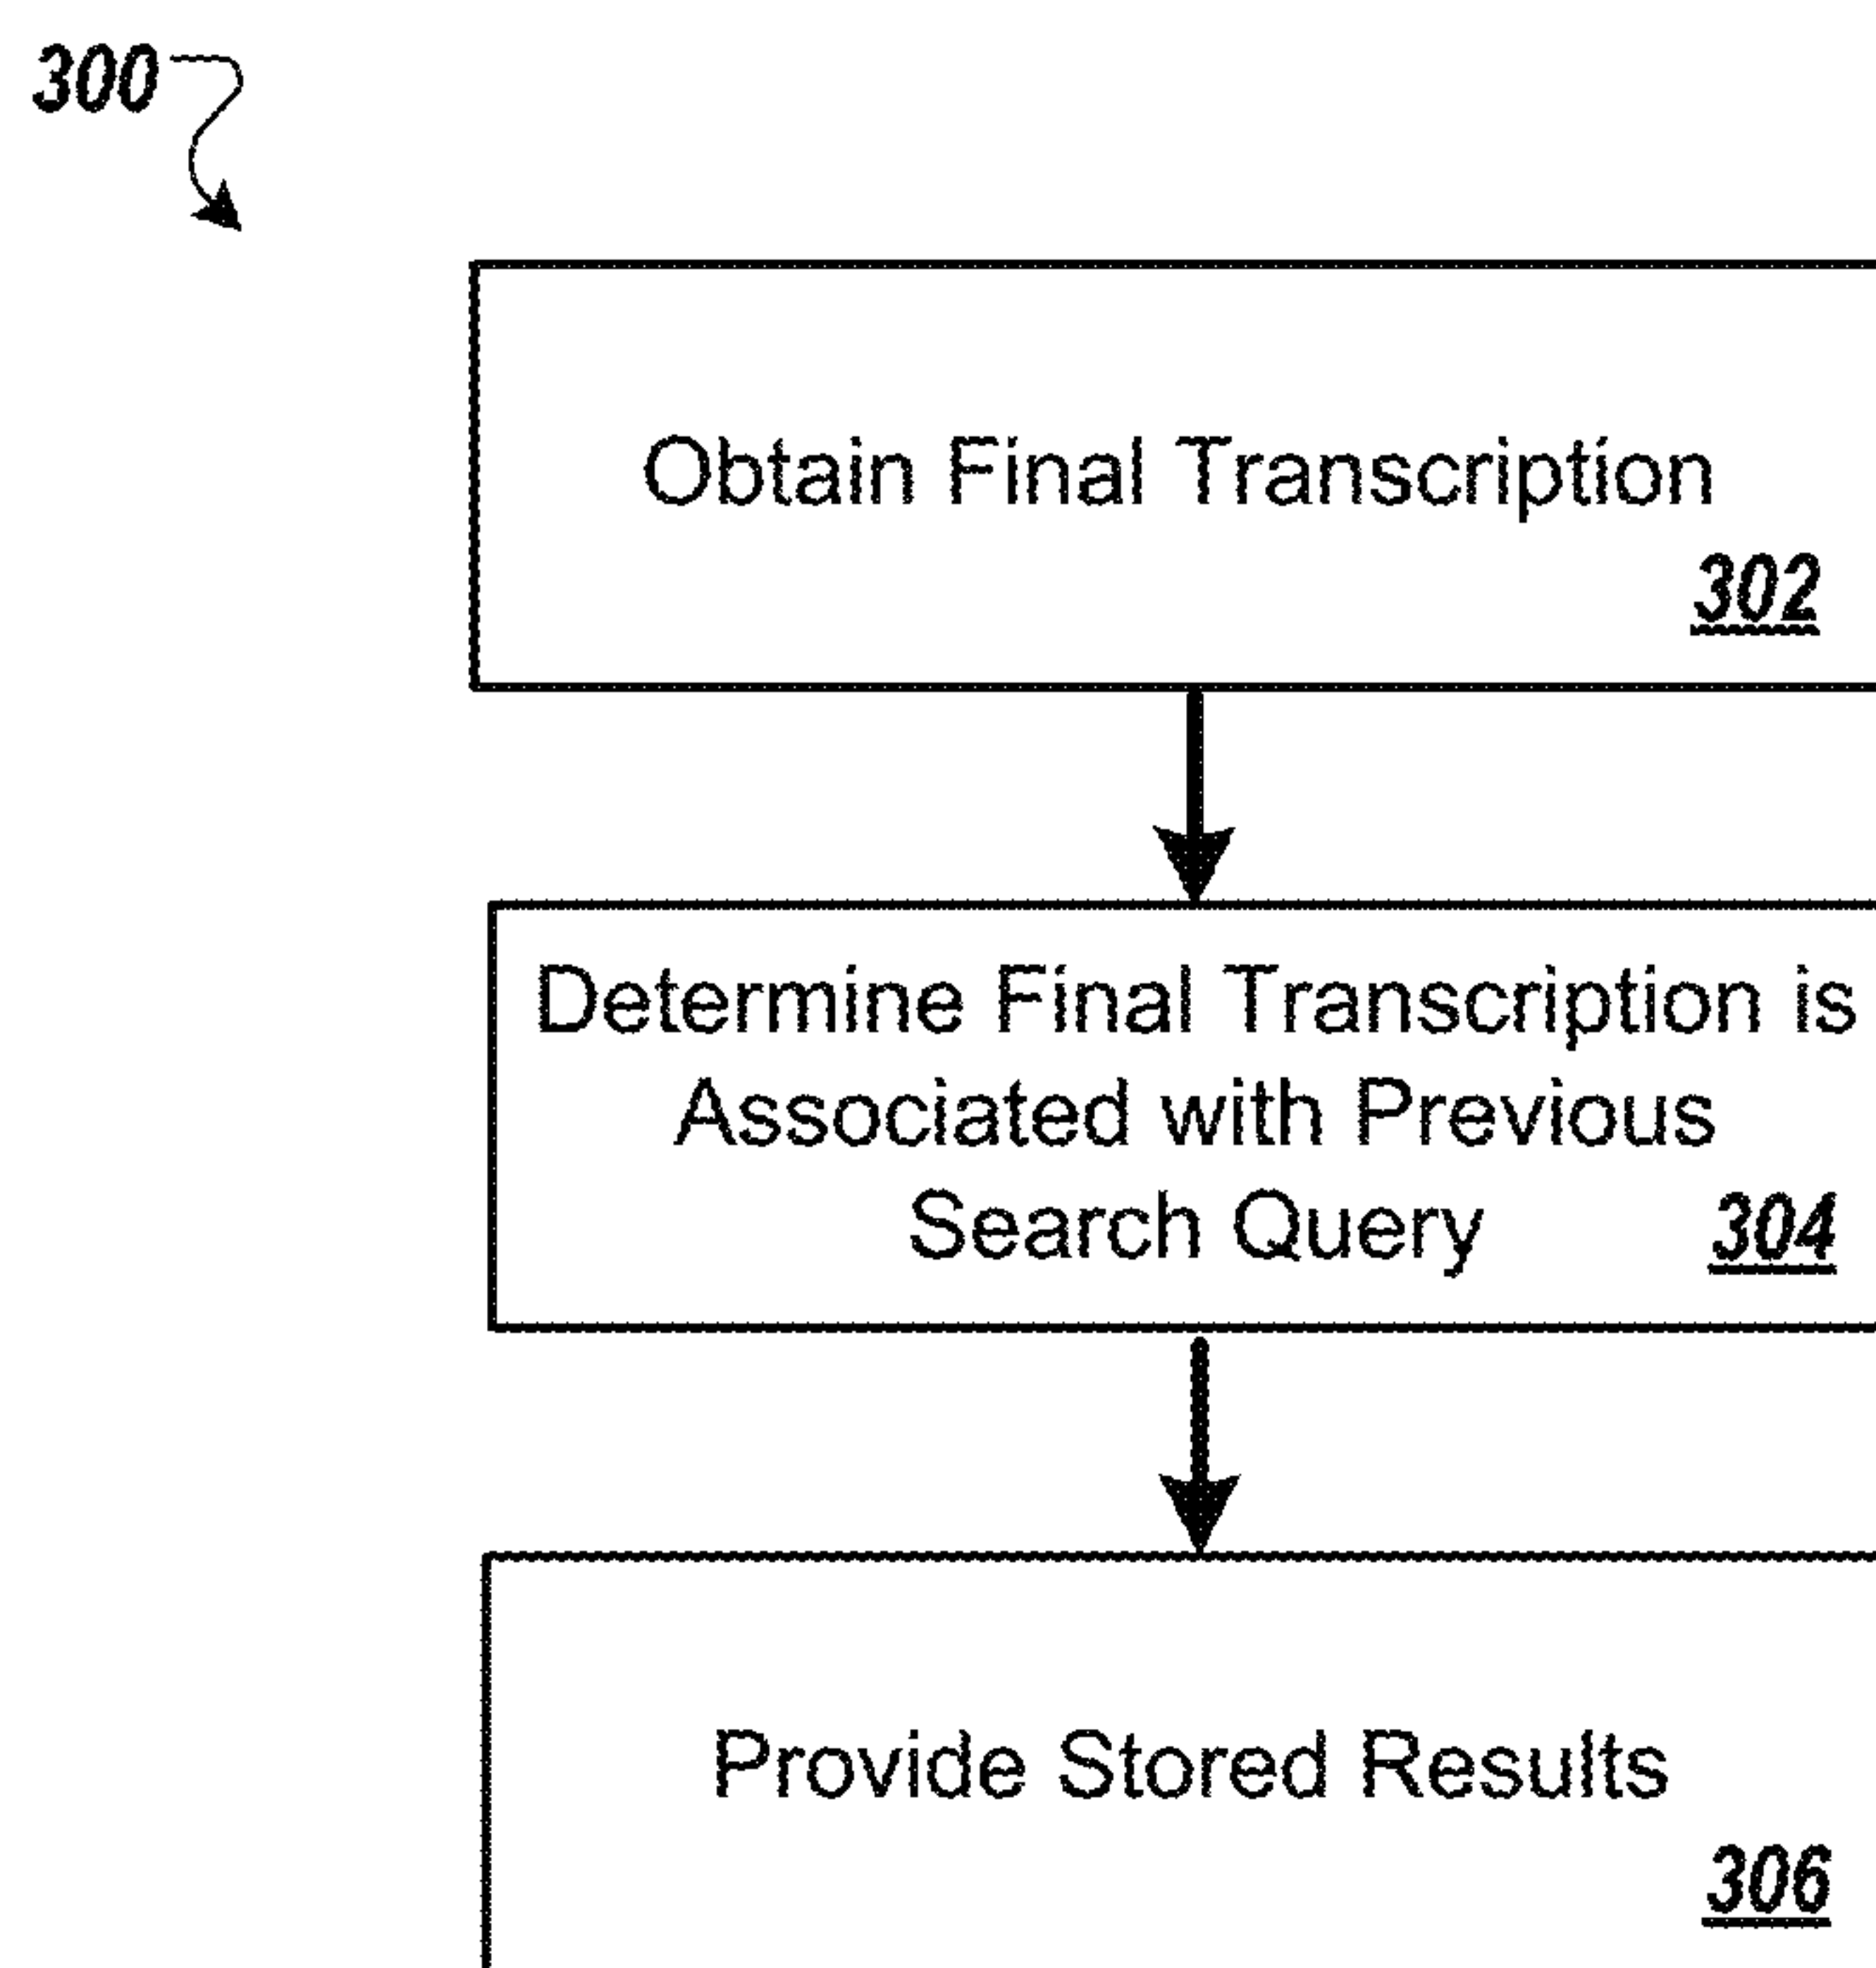 300
Obtain Final Transcription
302
Determine Final Transcription is
Associated with Previous
Search Query 304
Provide Stored Results
306